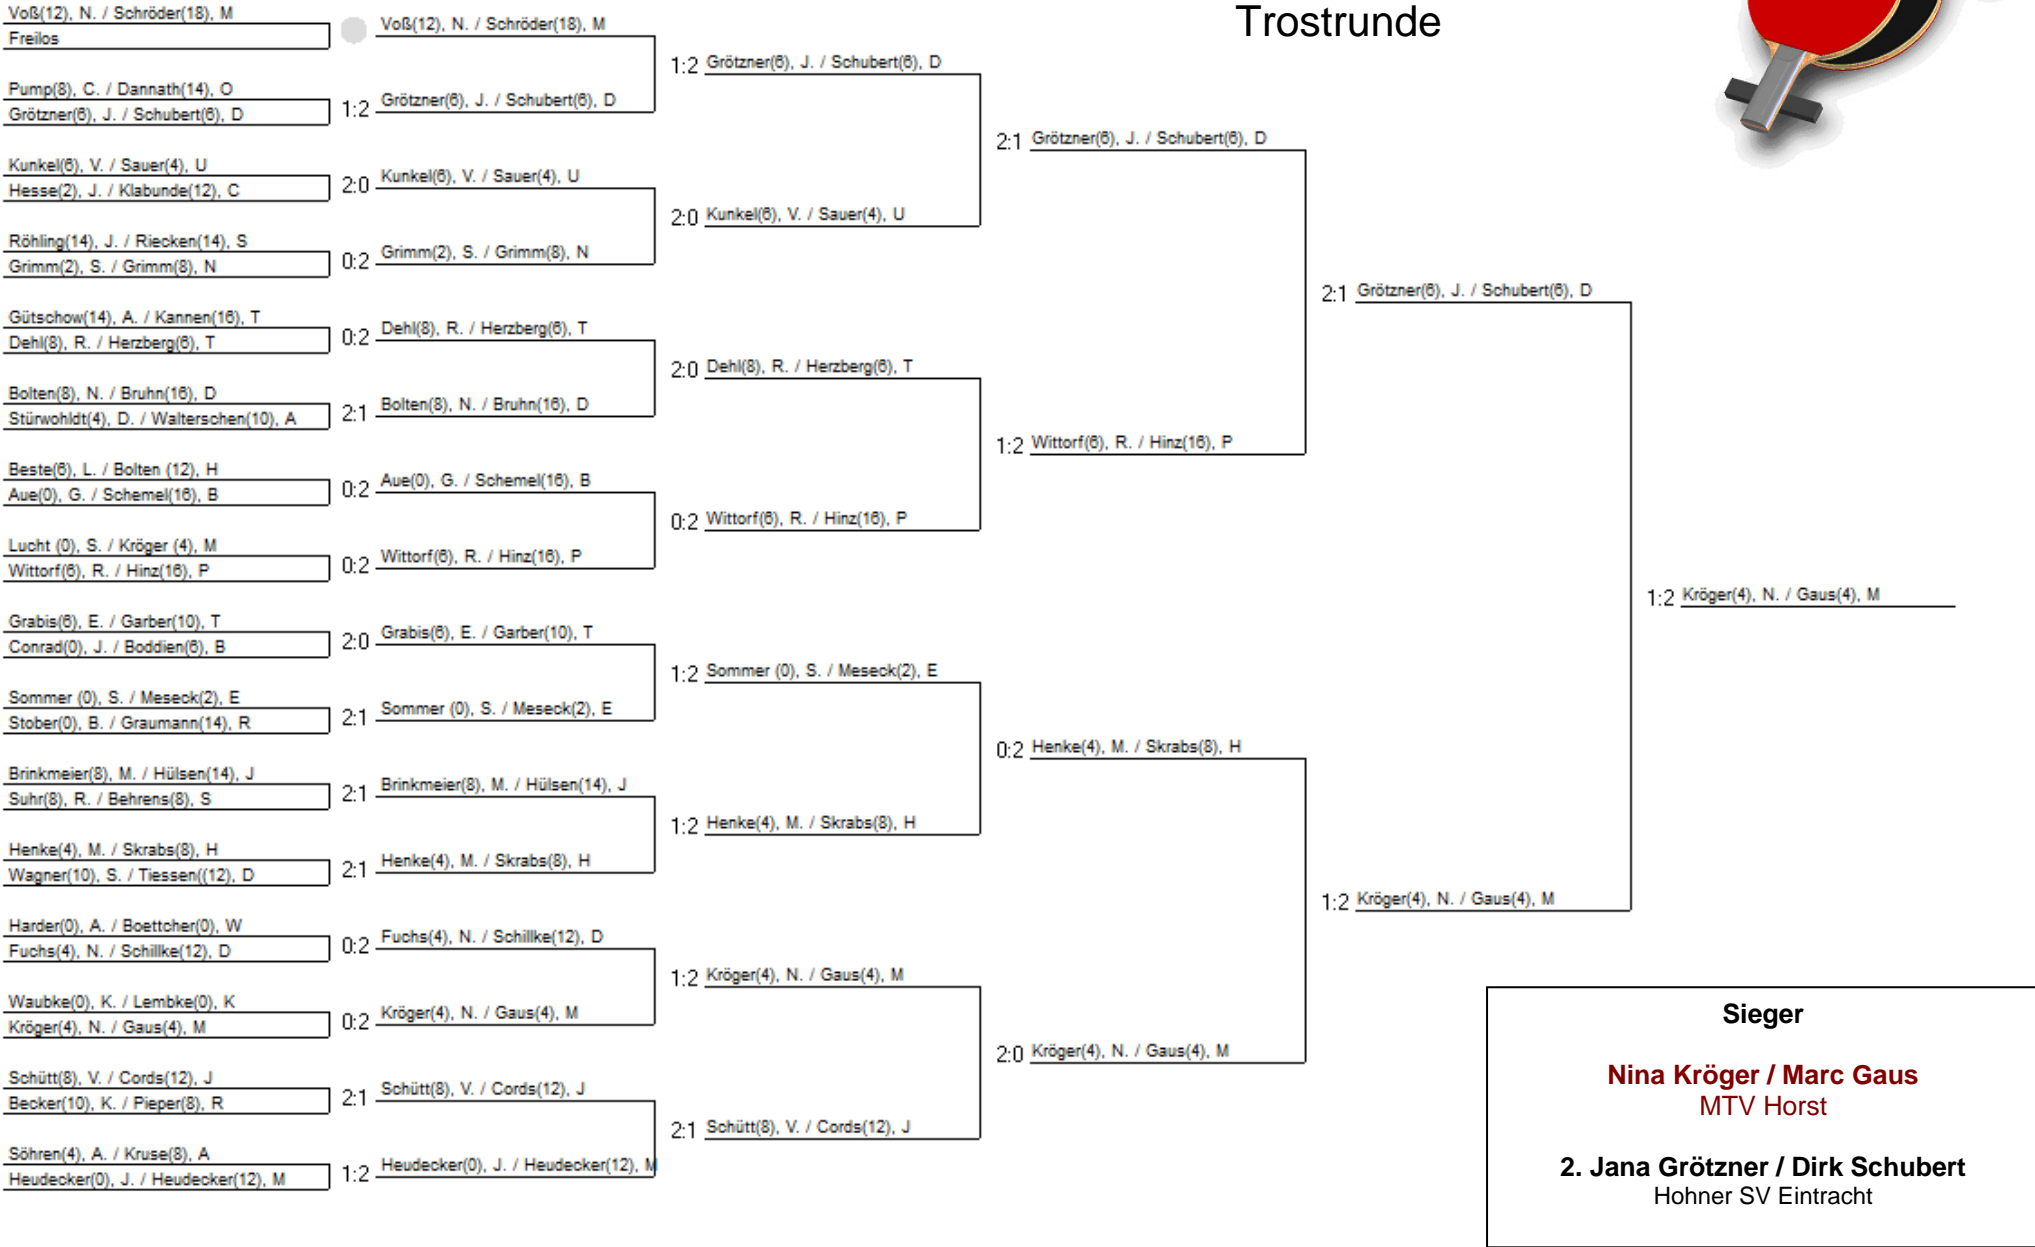 Trostrunde
Voß(12), N. / Schröder(18), M
Freilos
Pump(8), C. / Dannath(14), O
Grötzner(6), J. / Schubert(6), D
1:2
Kunkel(6), V. / Sauer(4), U
Hesse(2), J. / Klabunde(12), C
2:0
Röhling(14), J. / Riecken(14), S
Grimm(2), S. / Grimm(8), N
0:2
Gütschow(14), A. / Kannen(16), T
Dehl(8), R. / Herzberg(6), T
0:2
Bolten(8), N. / Bruhn(16), D
Stürwohldt(4), D. / Walterschen(10), A
2:1
Beste(6), L. / Bolten (12), H
Aue(0), G. / Schemel(16), B
0:2
Lucht (0), S. / Kröger (4), M
Wittorf(6), R. / Hinz(16), P
0:2
Grabis(6), E. / Garber(10), T
Conrad(0), J. / Boddien(6), B
2:0
Sommer (0), S. / Meseck(2), E
Stober(0), B. / Graumann(14), R
2:1
Brinkmeier(8), M. / Hülsen(14), J
Suhr(8), R. / Behrens(8), S
2:1
Henke(4), M. / Skrabs(8), H
Wagner(10), S. / Tiessen((12), D
2:1
Harder(0), A. / Boettcher(0), W
Fuchs(4), N. / Schillke(12), D
0:2
Waubke(0), K. / Lembke(0), K
Kröger(4), N. / Gaus(4), M
0:2
Schütt(8), V. / Cords(12), J
Becker(10), K. / Pieper(8), R
2:1
Söhren(4), A. / Kruse(8), A
Heudecker(0), J. / Heudecker(12), M
1:2
Voß(12), N. / Schröder(18), M
Grötzner(6), J. / Schubert(6), D
1:2
Kunkel(6), V. / Sauer(4), U
Grimm(2), S. / Grimm(8), N
2:0
Dehl(8), R. / Herzberg(6), T
Bolten(8), N. / Bruhn(16), D
2:0
Aue(0), G. / Schemel(16), B
Wittorf(6), R. / Hinz(16), P
0:2
Grabis(6), E. / Garber(10), T
Sommer (0), S. / Meseck(2), E
1:2
Brinkmeier(8), M. / Hülsen(14), J
Henke(4), M. / Skrabs(8), H
1:2
Fuchs(4), N. / Schillke(12), D
Kröger(4), N. / Gaus(4), M
1:2
Schütt(8), V. / Cords(12), J
Heudecker(0), J. / Heudecker(12), M
2:1
Grötzner(6), J. / Schubert(6), D
Kunkel(6), V. / Sauer(4), U
2:1
Dehl(8), R. / Herzberg(6), T
Wittorf(6), R. / Hinz(16), P
1:2
Sommer (0), S. / Meseck(2), E
Henke(4), M. / Skrabs(8), H
0:2
Kröger(4), N. / Gaus(4), M
Schütt(8), V. / Cords(12), J
2:0
Grötzner(6), J. / Schubert(6), D
Wittorf(6), R. / Hinz(16), P
2:1
Henke(4), M. / Skrabs(8), H
Kröger(4), N. / Gaus(4), M
1:2
Grötzner(6), J. / Schubert(6), D
Kröger(4), N. / Gaus(4), M
1:2
Kröger(4), N. / Gaus(4), M
Sieger
Nina Kröger / Marc Gaus
MTV Horst
2. Jana Grötzner / Dirk Schubert
Hohner SV Eintracht